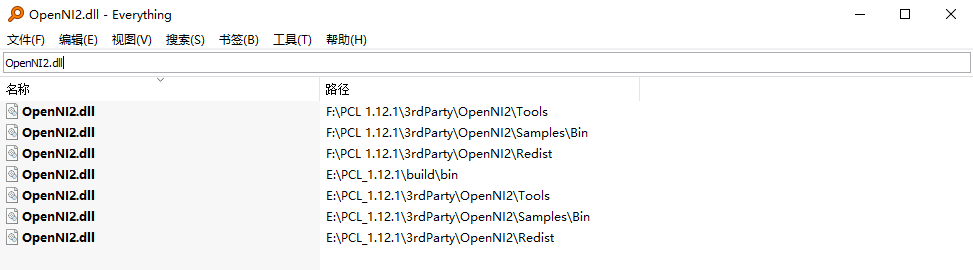 OpenNI2.dll - Everything
文件(F) 编辑(E) 视图(V) 搜索(S) 书签(B) 工具(T) 帮助(H)
OpenNI2.dll
名称 路径
OpenNI2.dll F:\PCL 1.12.1\3rdParty\OpenNI2\Tools
OpenNI2.dll F:\PCL 1.12.1\3rdParty\OpenNI2\Samples\Bin
OpenNI2.dll F:\PCL 1.12.1\3rdParty\OpenNI2\Redist
OpenNI2.dll E:\PCL_1.12.1\build\bin
OpenNI2.dll E:\PCL_1.12.1\3rdParty\OpenNI2\Tools
OpenNI2.dll E:\PCL_1.12.1\3rdParty\OpenNI2\Samples\Bin
OpenNI2.dll E:\PCL_1.12.1\3rdParty\OpenNI2\Redist